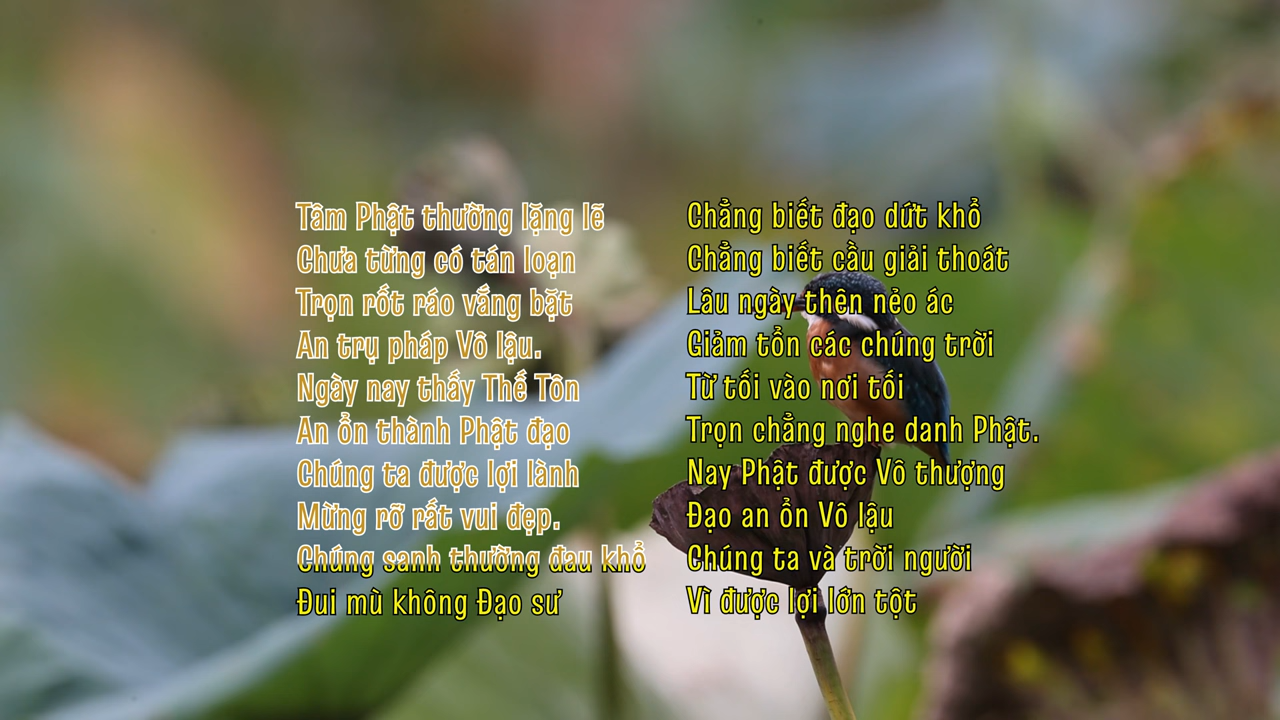 Tâm Phật thường lặng lẽ
Chưa từng có tán loạn
Trọn rốt ráo vắng bặt
An trụ pháp Vô lậu.
Ngày nay thấy Thế Tôn
An ổn thành Phật đạo
Chúng ta được lợi lành
Mừng rỡ rất vui đẹp.
Chúng sanh thường đau khổ
Đui mù không Đạo sư
Chẳng biết đạo dứt khổ
Chẳng biết cầu giải thoát
Lâu ngày thên nẻo ác
Giảm tổn các chúng trời
Từ tối vào nơi tối
Trọn chẳng nghe danh Phật.
Nay Phật được Vô thượng
Đạo an ổn Vô lậu
Chúng ta và trời người
Vì được lợi lớn tột